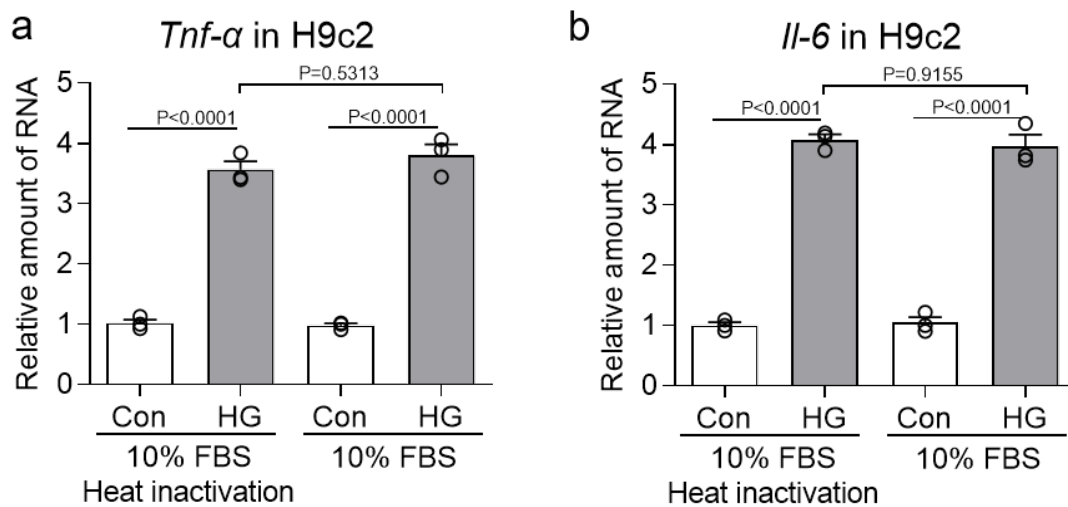 a
Tnf-α in H9c2
P=0.5313
P<0.0001
P<0.0001
Relative amount of RNA
5
4
3
2
1
0
Con HG Con HG
10% FBS 10% FBS
Heat inactivation
b
Il-6 in H9c2
P=0.9155
P<0.0001
P<0.0001
Relative amount of RNA
5
4
3
2
1
0
Con HG Con HG
10% FBS 10% FBS
Heat inactivation